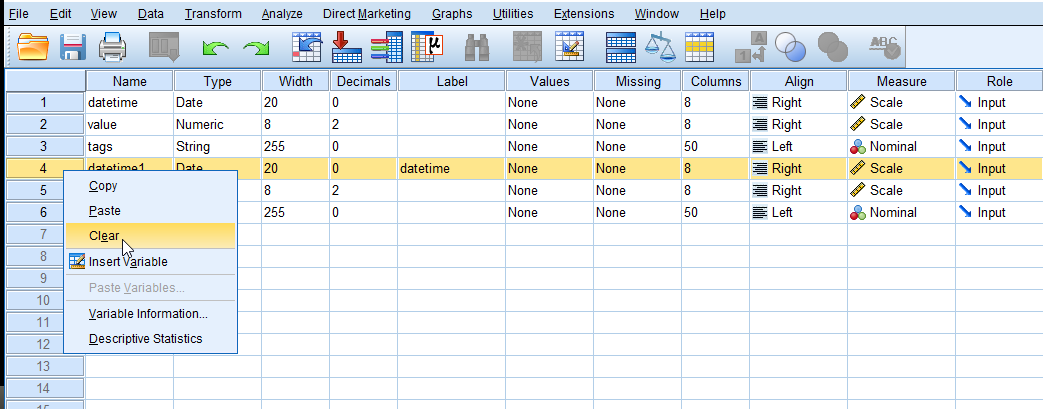 File Edit View Data Transform Analyze Direct Marketing Graphs Utilities Extensions Window Help
A
μ
A
ABC
Name Type Width Decimals Label Values Missing Columns Align Measure Role
1 datetime Date 20 0 None None 8 Right Scale Input
2 value Numeric 8 2 None None 8 Right Scale Input
3 tags String 255 0 None None 50 Left Nominal Input
4 datetime1 Date 20 0 datetime None None 8 Right Scale Input
5 8 2 None None 8 Right Scale Input
6 255 0 None None 50 Left Nominal Input
7
8
9
10
11
12
13
14
15
Copy
Paste
Clear
Insert Variable
Paste Variables...
Variable Information...
Descriptive Statistics